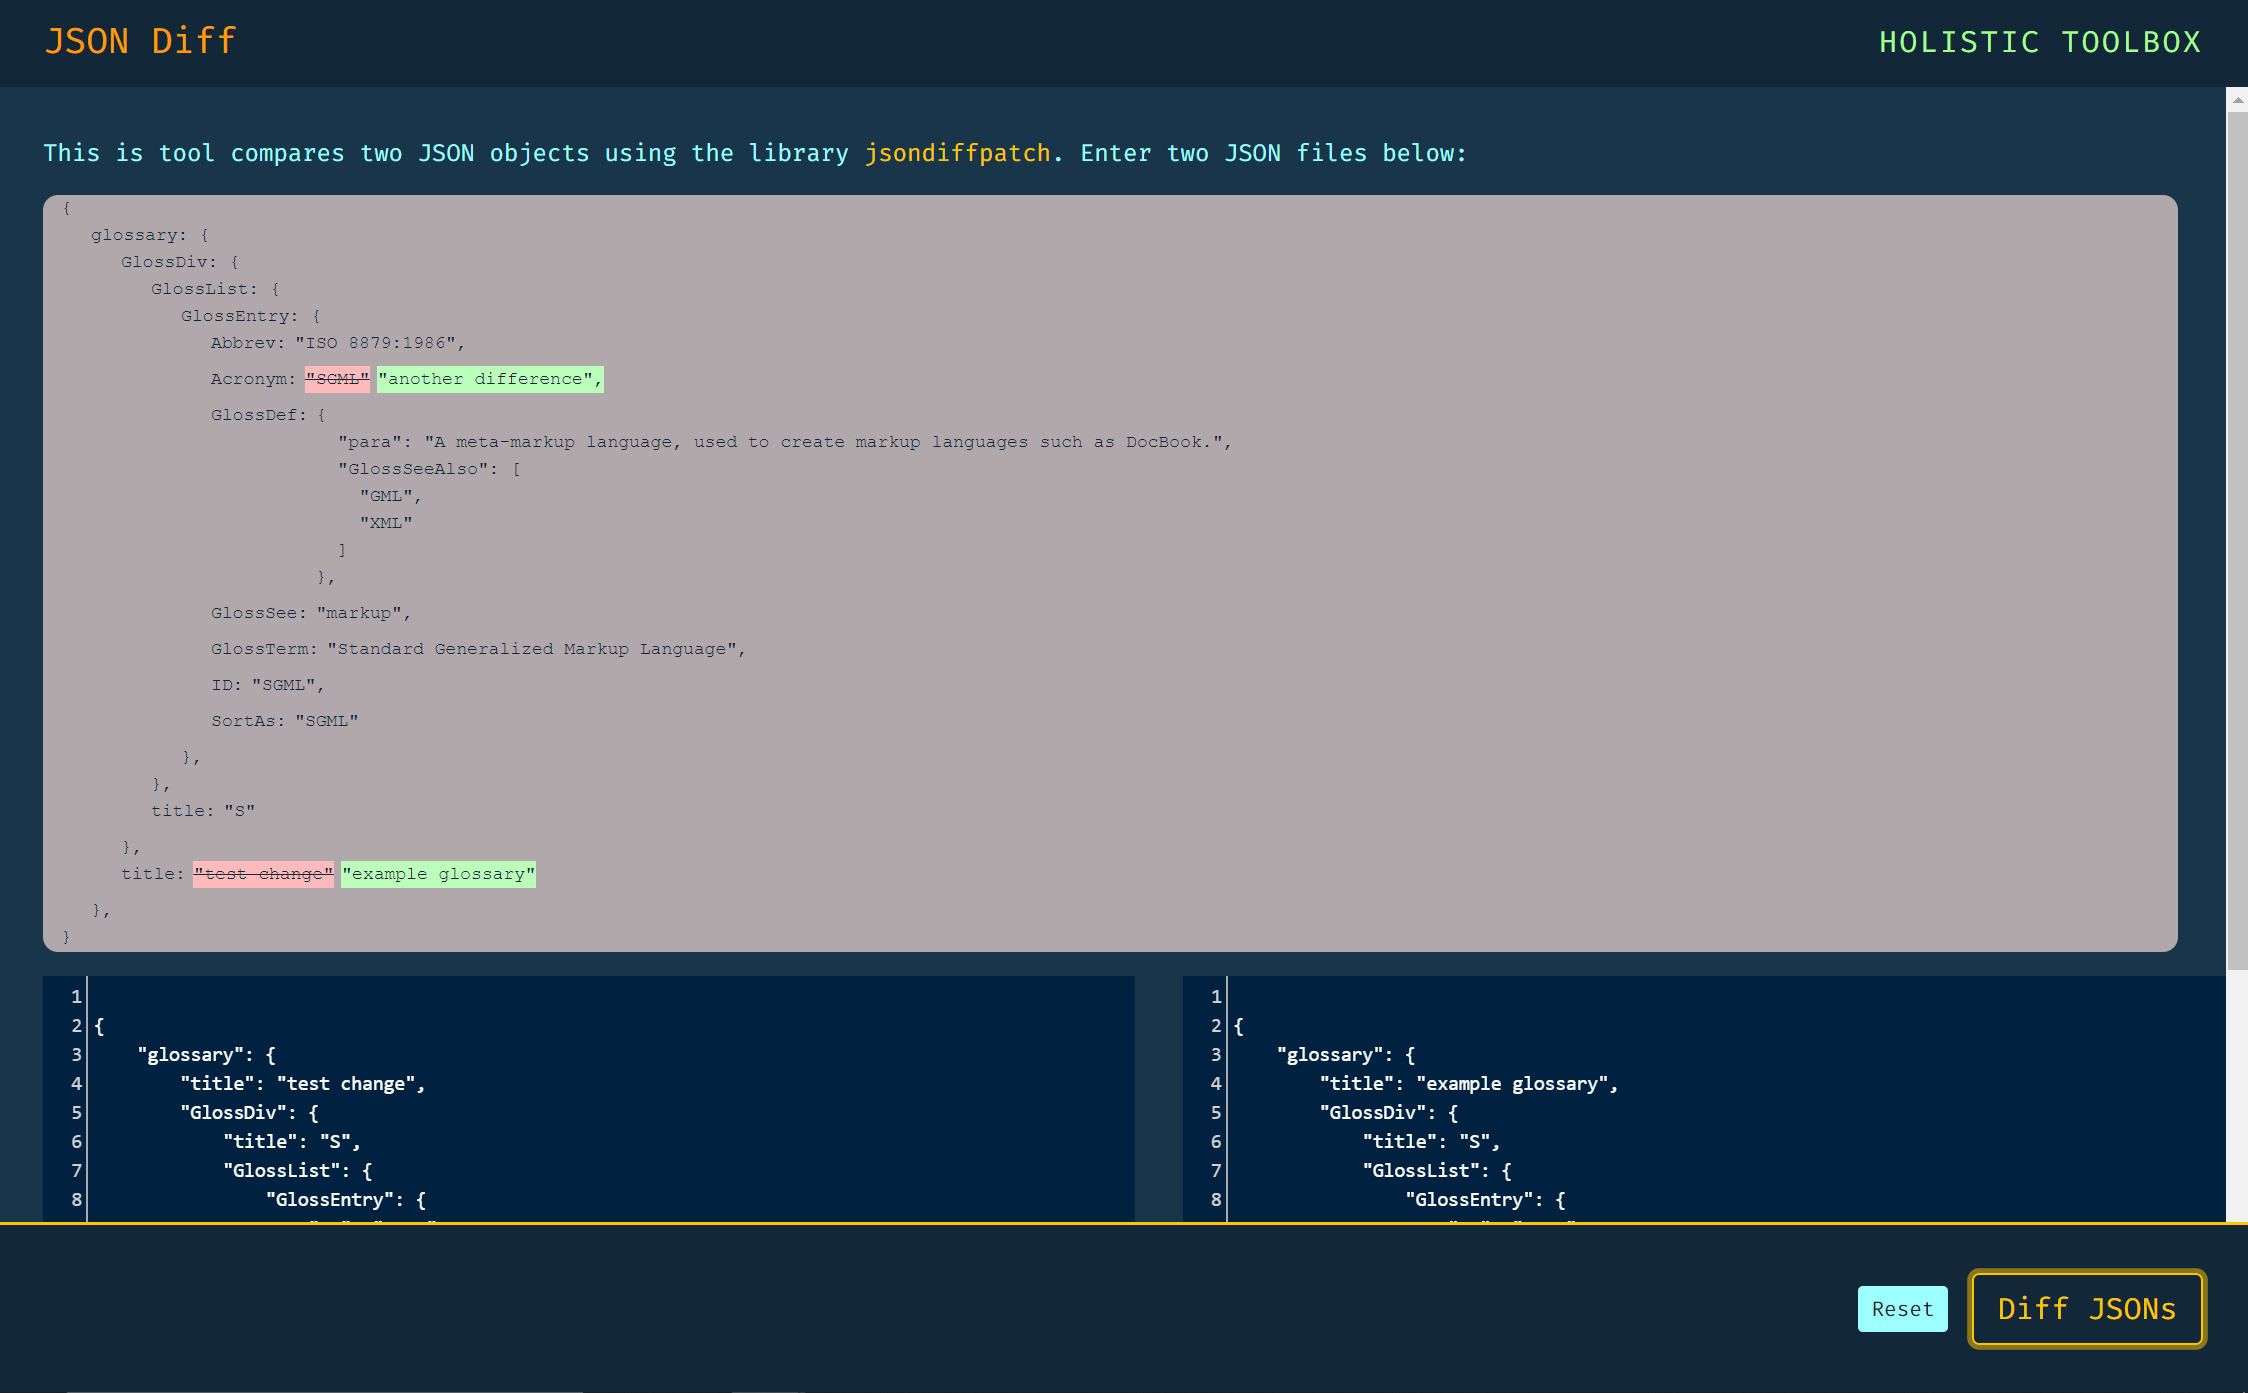 JSON Diff
HOLISTIC TOOLBOX
This is tool compares two JSON objects using the library jsondiffpatch. Enter two JSON files below:
{
glossary: {
GlossDiv: {
GlossList: {
GlossEntry: {
Abbrev: "ISO 8879:1986",
Acronym: "SGML" "another difference",
GlossDef: {
"para": "A meta-markup language, used to create markup languages such as DocBook.",
"GlossSeeAlso": [
"GML",
"XML"
]
},
GlossSee: "markup",
GlossTerm: "Standard Generalized Markup Language",
ID: "SGML",
SortAs: "SGML"
},
},
title: "S"
},
title: "test change" "example glossary"
},
}
1
2 {
3 "glossary": {
4 "title": "test change",
5 "GlossDiv": {
6 "title": "S",
7 "GlossList": {
8 "GlossEntry": {
1
2 {
3 "glossary": {
4 "title": "example glossary",
5 "GlossDiv": {
6 "title": "S",
7 "GlossList": {
8 "GlossEntry": {
Reset
Diff JSONs